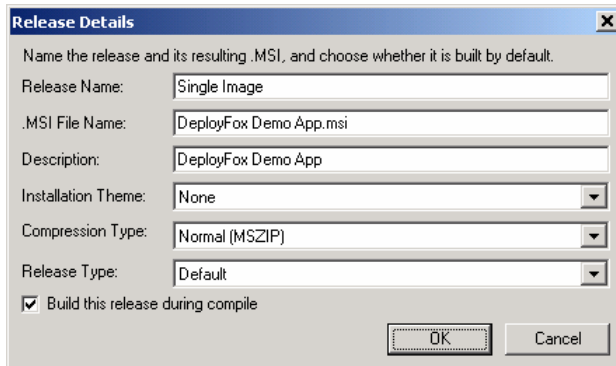 Release Details
Name the release and its resulting .MSI, and choose whether it is built by default.
Release Name: Single Image
.MSI File Name: DeployFox Demo App.msi
Description: DeployFox Demo App
Installation Theme: None
Compression Type: Normal (MSZIP)
Release Type: Default
Build this release during compile
OK Cancel